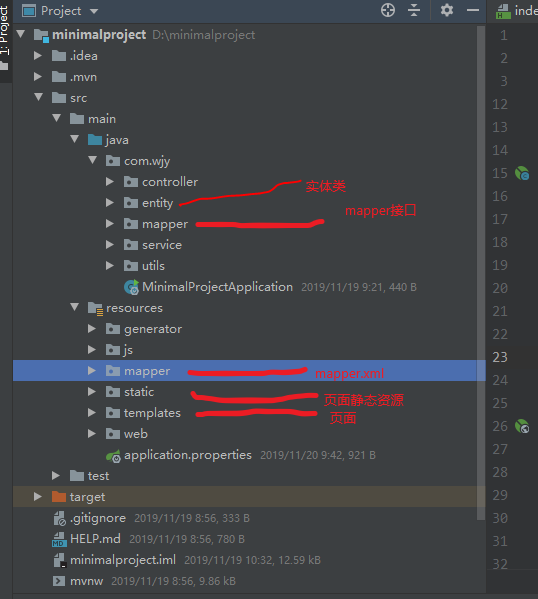 Project
inde
1: Project
minimalproject D:\minimalproject
.idea
.mvn
src
main
java
com.wjy
controller
实体类
entity
mapper接口
mapper
service
utils
MinimalProjectApplication 2019/11/19 9:21, 440 B
resources
generator
js
mapper
mapper.xml
static
页面静态资源
templates
页面
web
application.properties 2019/11/20 9:42, 921 B
test
target
.gitignore 2019/11/19 8:56, 333 B
HELP.md 2019/11/19 8:56, 780 B
minimalproject.iml 2019/11/19 10:32, 12.59 kB
mvnw 2019/11/19 8:56, 9.86 kB
1
2
3
12
13
14
15
16
17
18
19
20
21
22
23
24
25
26
27
28
29
30
31
32